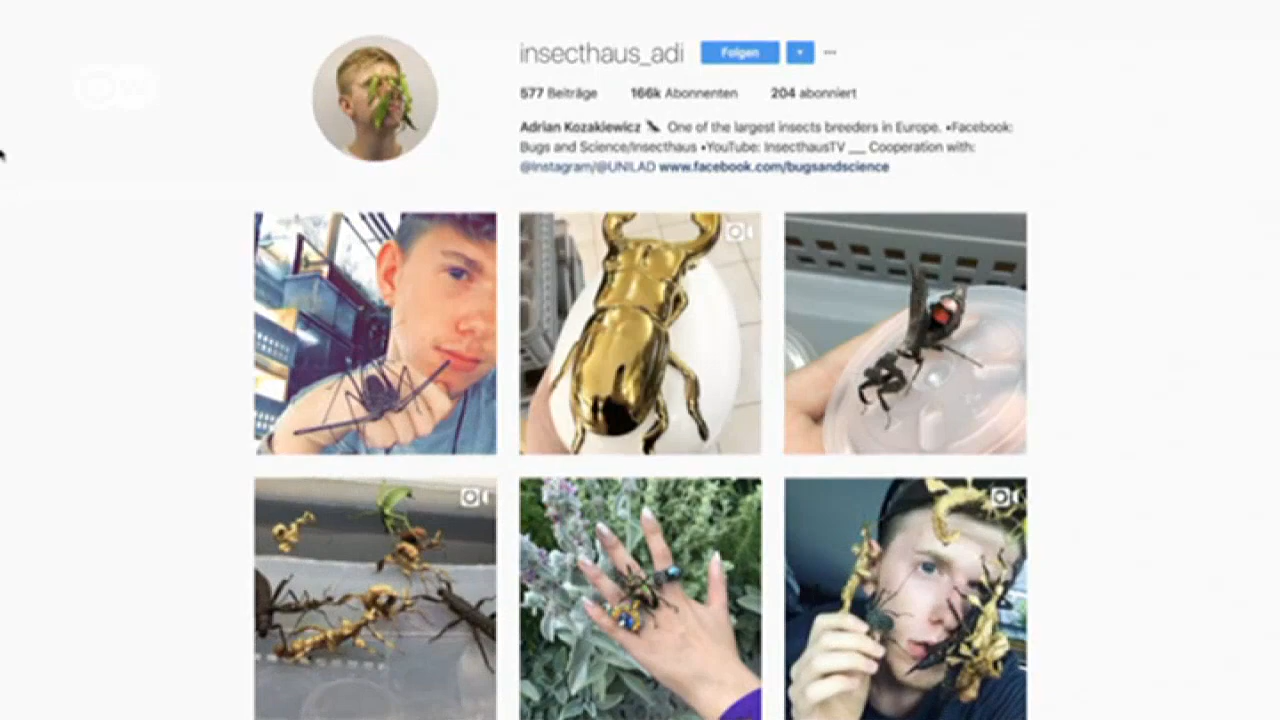 insecthaus_adi Folgen
577 Beiträge 166k Abonnenten 204 abonniert
Adrian Kozakiewicz One of the largest insects breeders in Europe. •Facebook:
Bugs and Science/Insecthaus •YouTube: InsecthausTV ___ Cooperation with:
@Instagram/@UNILAD www.facebook.com/bugsandscience